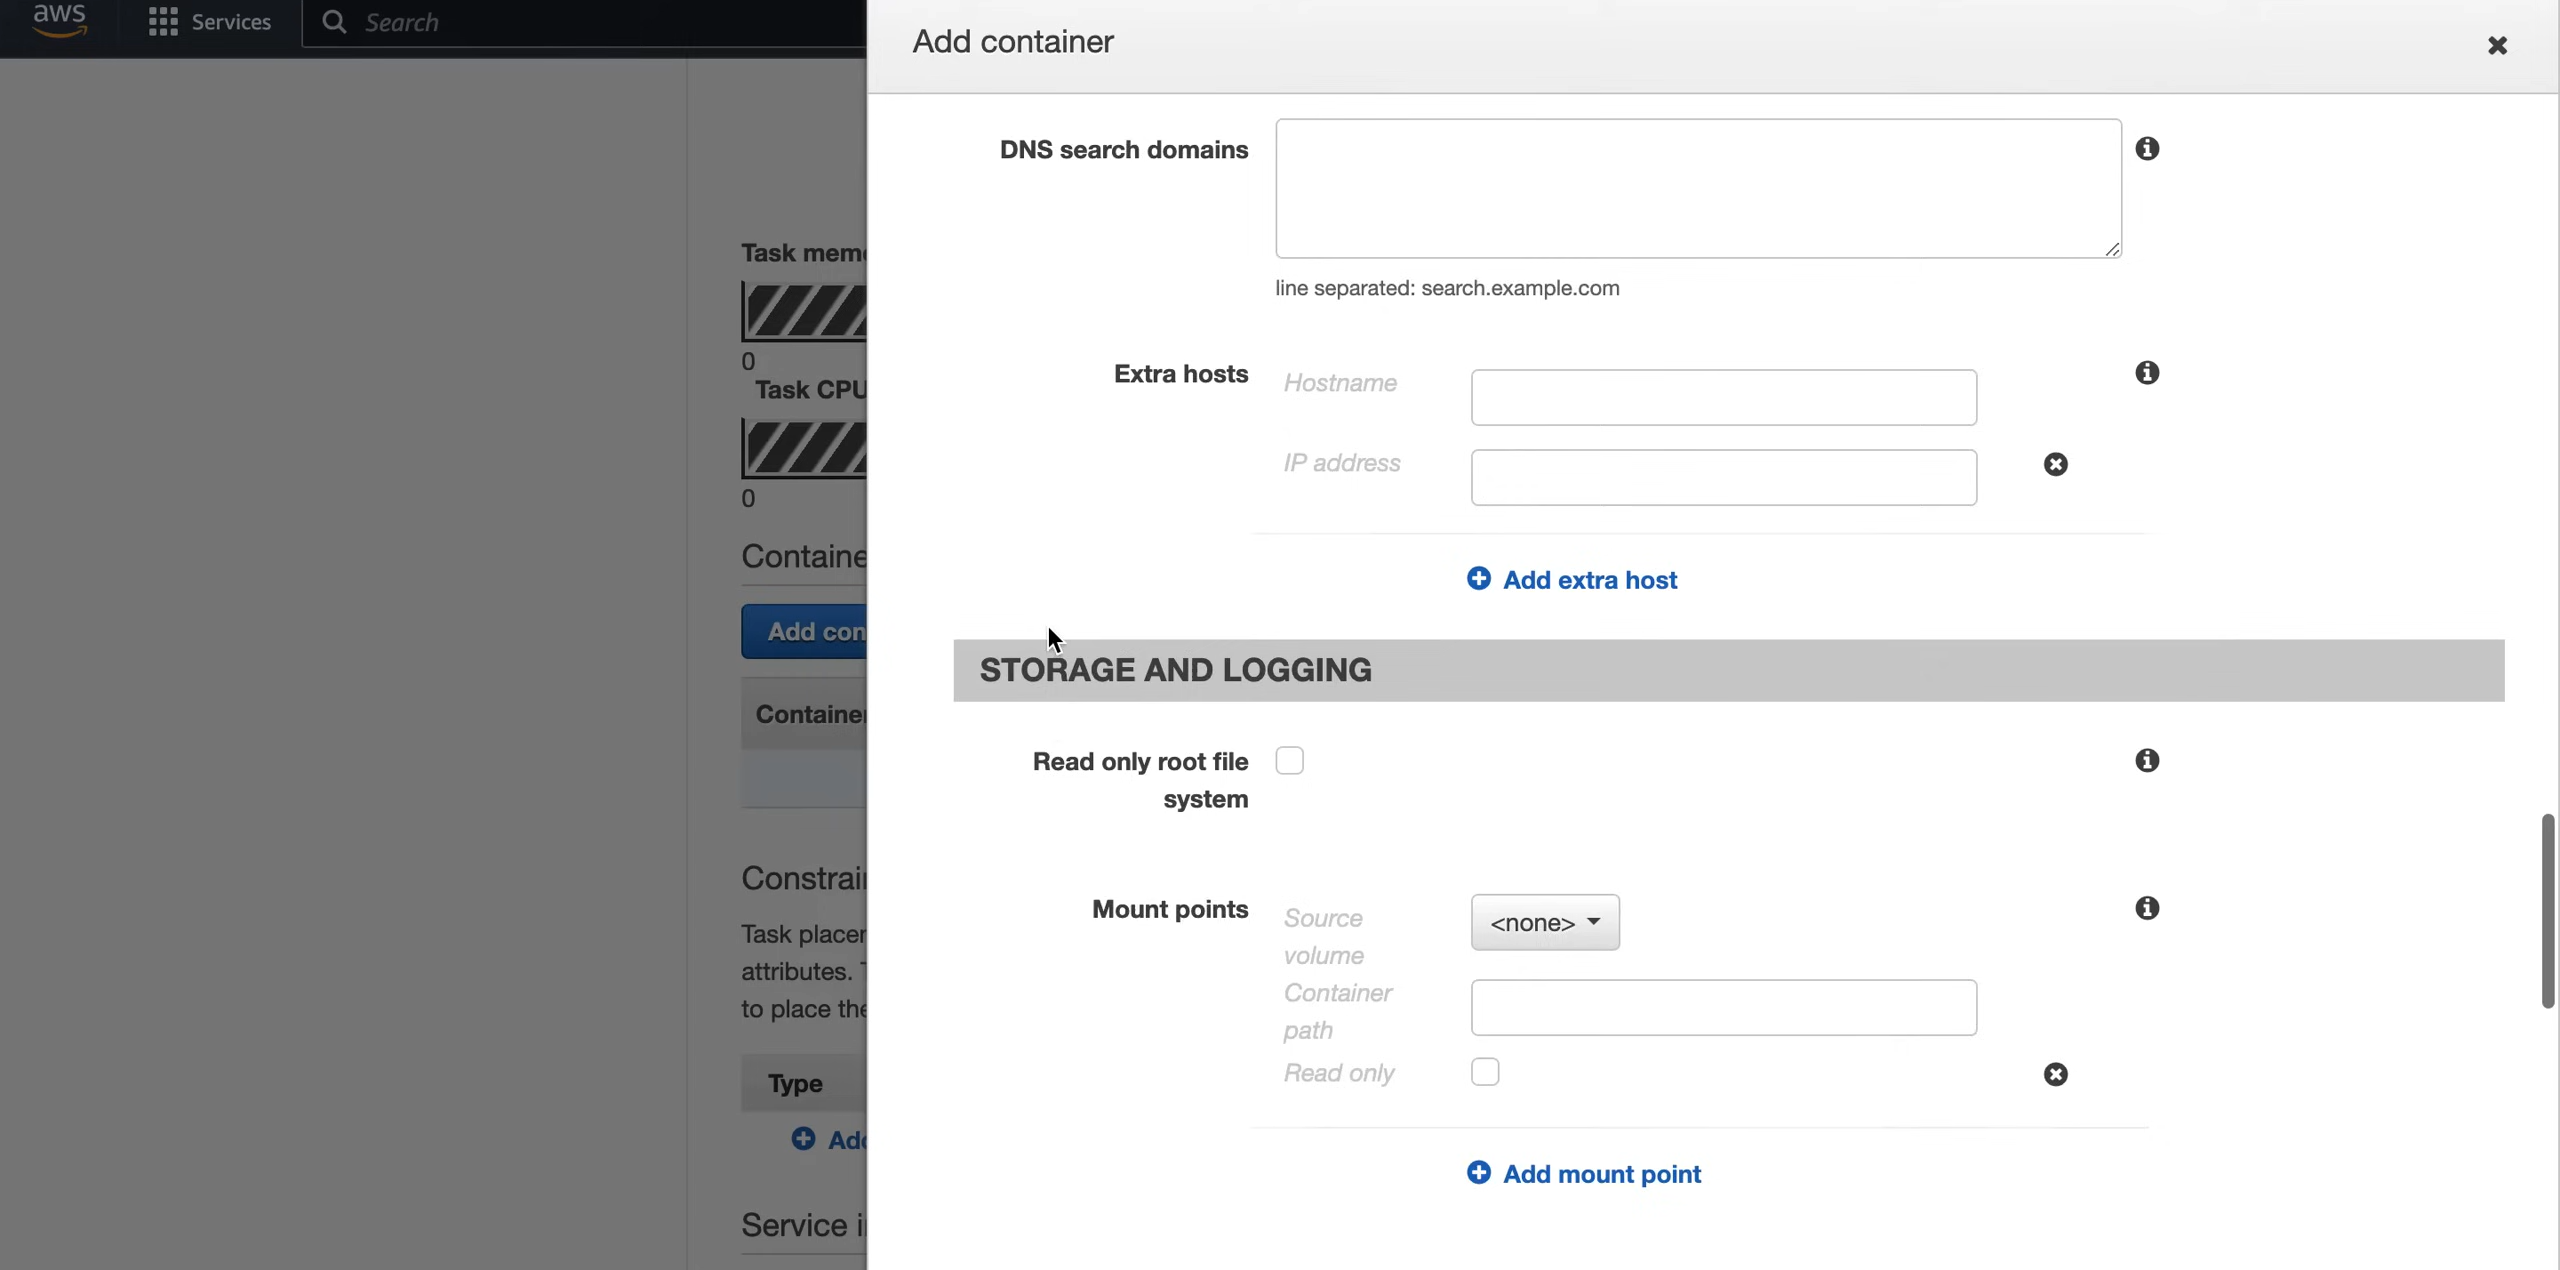 aws
Services
Search
Add container
DNS search domains
line separated: search.example.com
Extra hosts
Hostname
IP address
Add extra host
STORAGE AND LOGGING
Read only root file
system
Mount points
Source
volume
<none>
Container
path
Read only
Add mount point
Task mem
0
Task CPU
0
Containe
Add con
Container
Constrai
Task placer
attributes. T
to place the
Type
Add
Service i